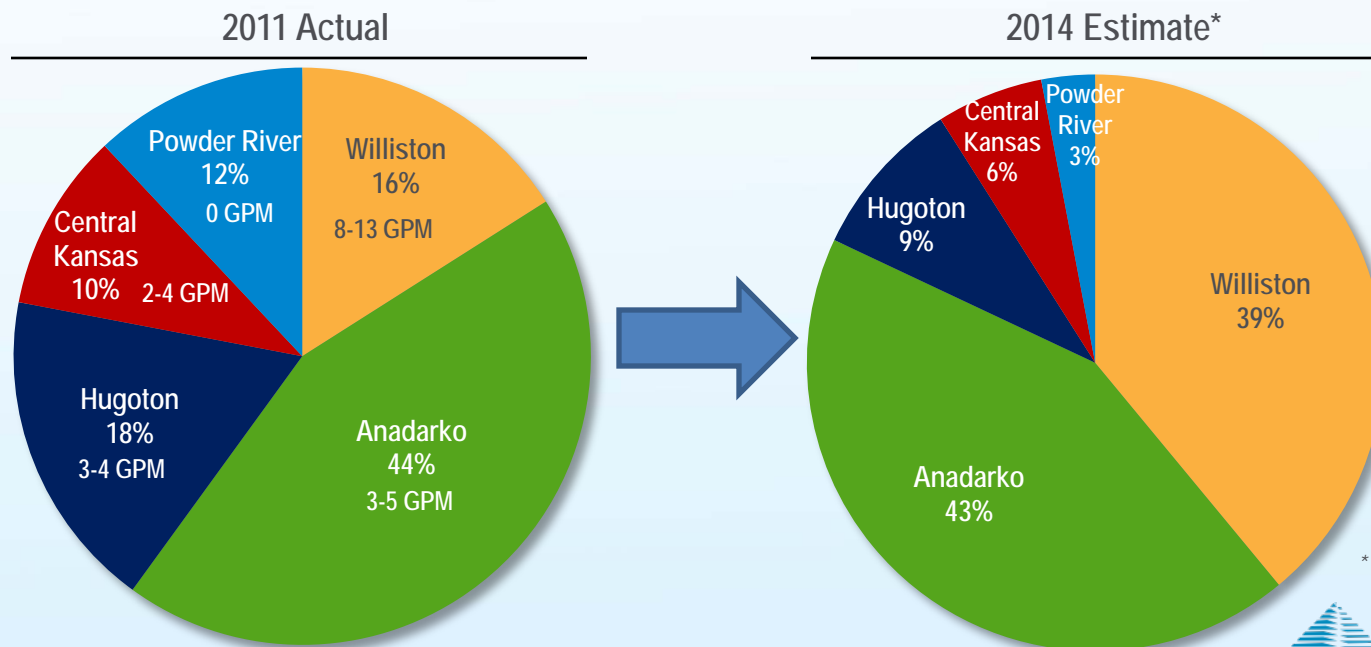 2011 Actual
Powder River
12%
0 GPM
Williston
16%
8-13 GPM
Central
Kansas
10%
2-4 GPM
Hugoton
18%
3-4 GPM
Anadarko
44%
3-5 GPM
2014 Estimate*
Powder
River
3%
Central
Kansas
6%
Hugoton
9%
Williston
39%
Anadarko
43%
*